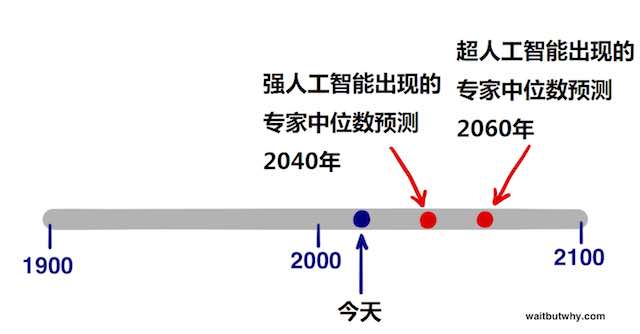 强人工智能出现的
专家中位数预测
2040年
超人工智能出现的
专家中位数预测
2060年
1900
2000
2100
今天
waitbutwhy.com